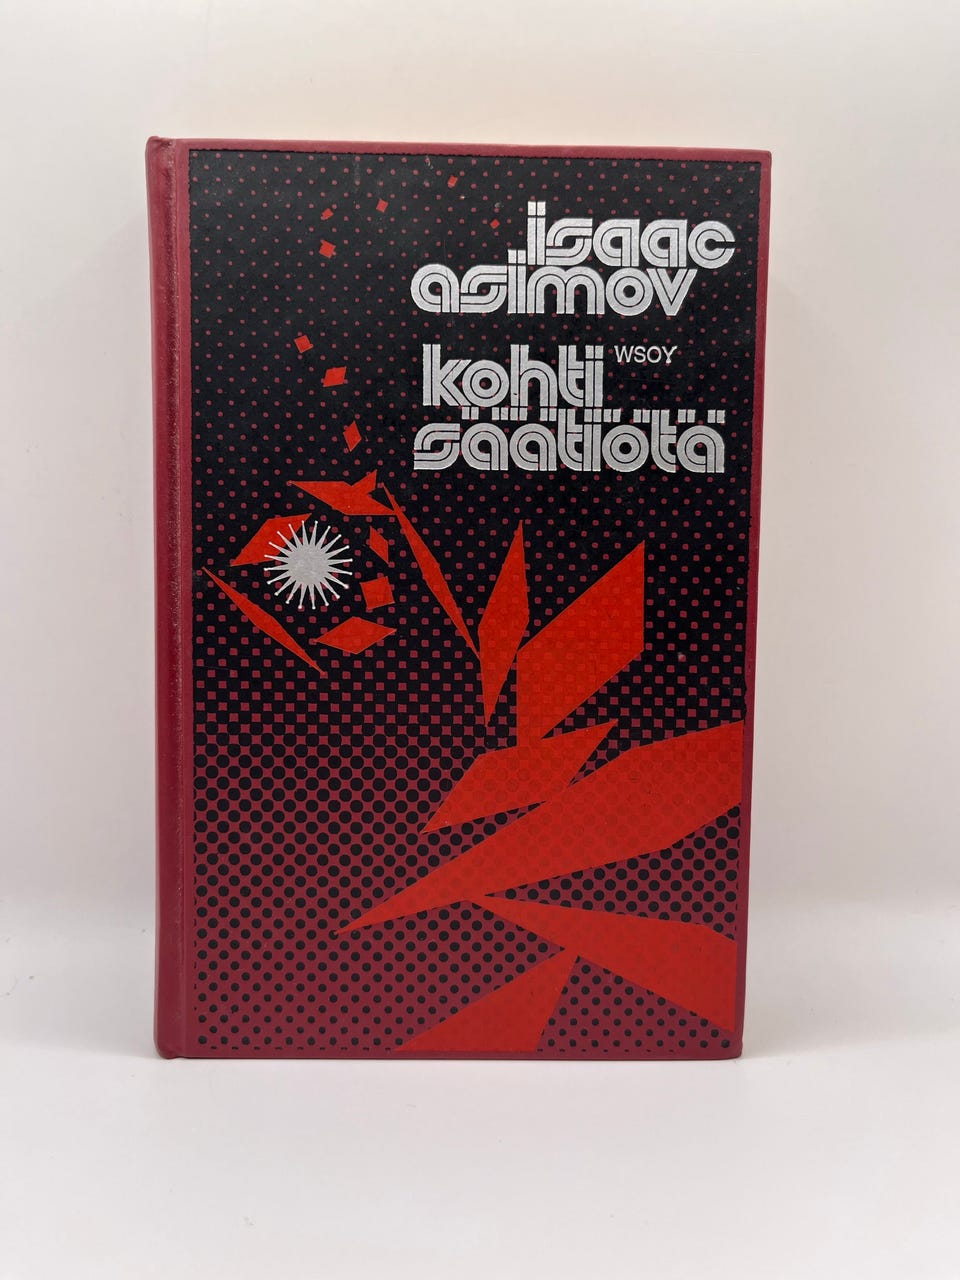 isaac
asimov
kohti WSOY
säätiötä